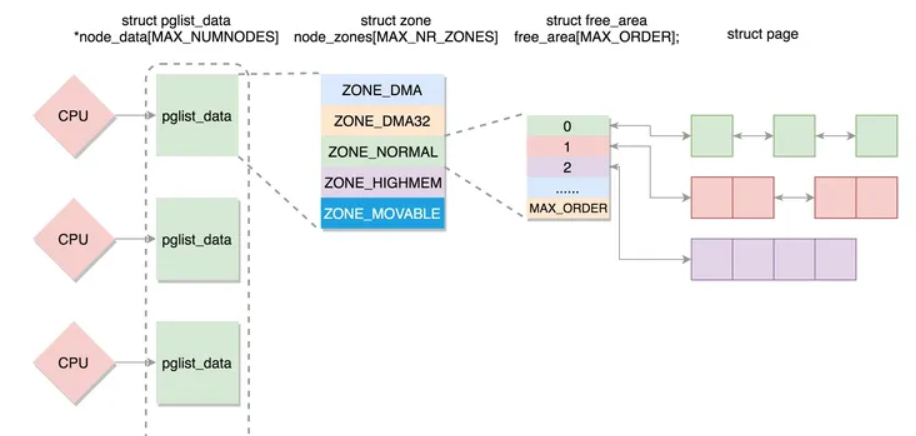 struct pglist_data
*node_data[MAX_NUMNODES]
struct zone
node_zones[MAX_NR_ZONES]
struct free_area
free_area[MAX_ORDER];
struct page
CPU
pglist_data
ZONE_DMA
ZONE_DMA32
ZONE_NORMAL
ZONE_HIGHMEM
ZONE_MOVABLE
0
1
2
......
MAX_ORDER
CPU
pglist_data
CPU
pglist_data